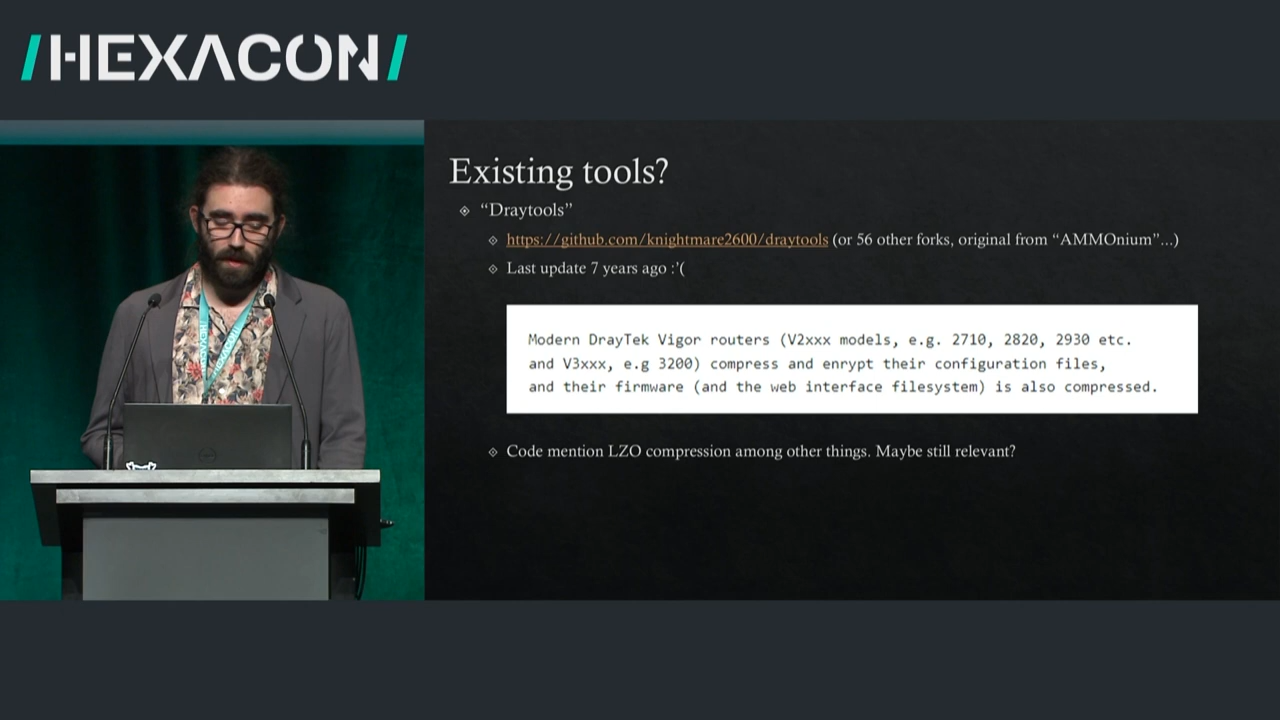 /HEXACON/
Existing tools?
“Draytools”
https://github.com/knightmare2600/draytools (or 56 other forks, original from “AMMOnium”...)
Last update 7 years ago :'(
Modern DrayTek Vigor routers (V2xxx models, e.g. 2710, 2820, 2930 etc.
and V3xxx, e.g 3200) compress and enrypt their configuration files,
and their firmware (and the web interface filesystem) is also compressed.
Code mention LZO compression among other things. Maybe still relevant?
HEXACON